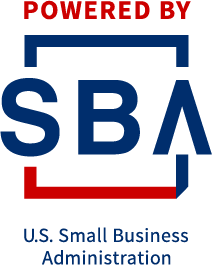 POWERED BY
SBA
U.S. Small Business
Administration